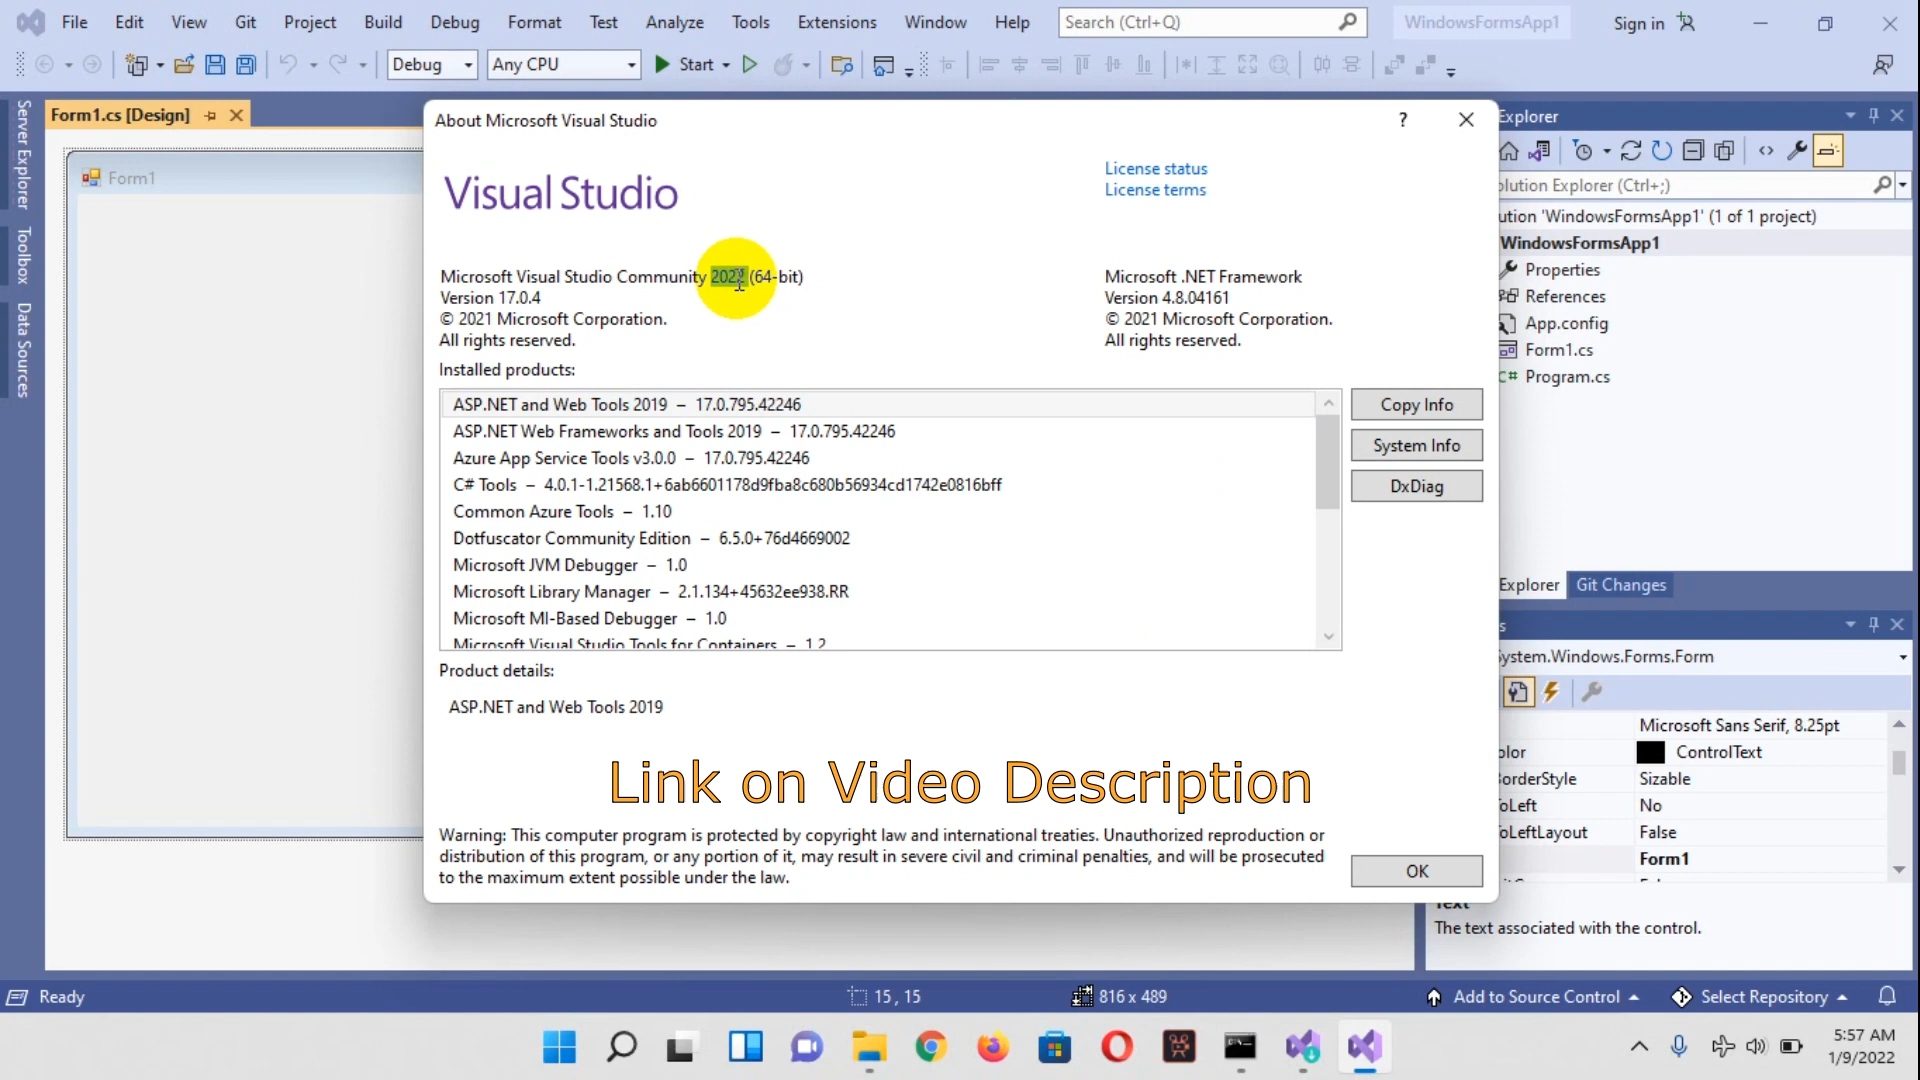 File Edit View Git Project Build Debug Format Test Analyze Tools Extensions Window Help Search (Ctrl+Q) WindowsFormsApp1 Sign in
Debug Any CPU Start
Form1.cs [Design]
Server Explorer
Toolbox
Data Sources
Form1
About Microsoft Visual Studio ?
Visual Studio
License status
License terms
Microsoft Visual Studio Community 2022 (64-bit)
Version 17.0.4
© 2021 Microsoft Corporation.
All rights reserved.
Microsoft .NET Framework
Version 4.8.04161
© 2021 Microsoft Corporation.
All rights reserved.
Installed products:
ASP.NET and Web Tools 2019 – 17.0.795.42246
ASP.NET Web Frameworks and Tools 2019 – 17.0.795.42246
Azure App Service Tools v3.0.0 – 17.0.795.42246
C# Tools – 4.0.1-1.21568.1+6ab6601178d9fba8c680b56934cd1742e0816bff
Common Azure Tools – 1.10
Dotfuscator Community Edition – 6.5.0+76d4669002
Microsoft JVM Debugger – 1.0
Microsoft Library Manager – 2.1.134+45632ee938.RR
Microsoft MI-Based Debugger – 1.0
Microsoft Visual Studio Tools for Containers – 1.2
Copy Info
System Info
DxDiag
Product details:
ASP.NET and Web Tools 2019
Link on Video Description
Warning: This computer program is protected by copyright law and international treaties. Unauthorized reproduction or
distribution of this program, or any portion of it, may result in severe civil and criminal penalties, and will be prosecuted
to the maximum extent possible under the law.
OK
Explorer
olution Explorer (Ctrl+;)
ution 'WindowsFormsApp1' (1 of 1 project)
WindowsFormsApp1
Properties
References
App.config
Form1.cs
C# Program.cs
Explorer Git Changes
s
System.Windows.Forms.Form
Microsoft Sans Serif, 8.25pt
olor ControlText
orderStyle Sizable
oLeft No
oLeftLayout False
Form1
Text
The text associated with the control.
Ready 15 , 15 816 x 489 Add to Source Control Select Repository
5:57 AM
1/9/2022